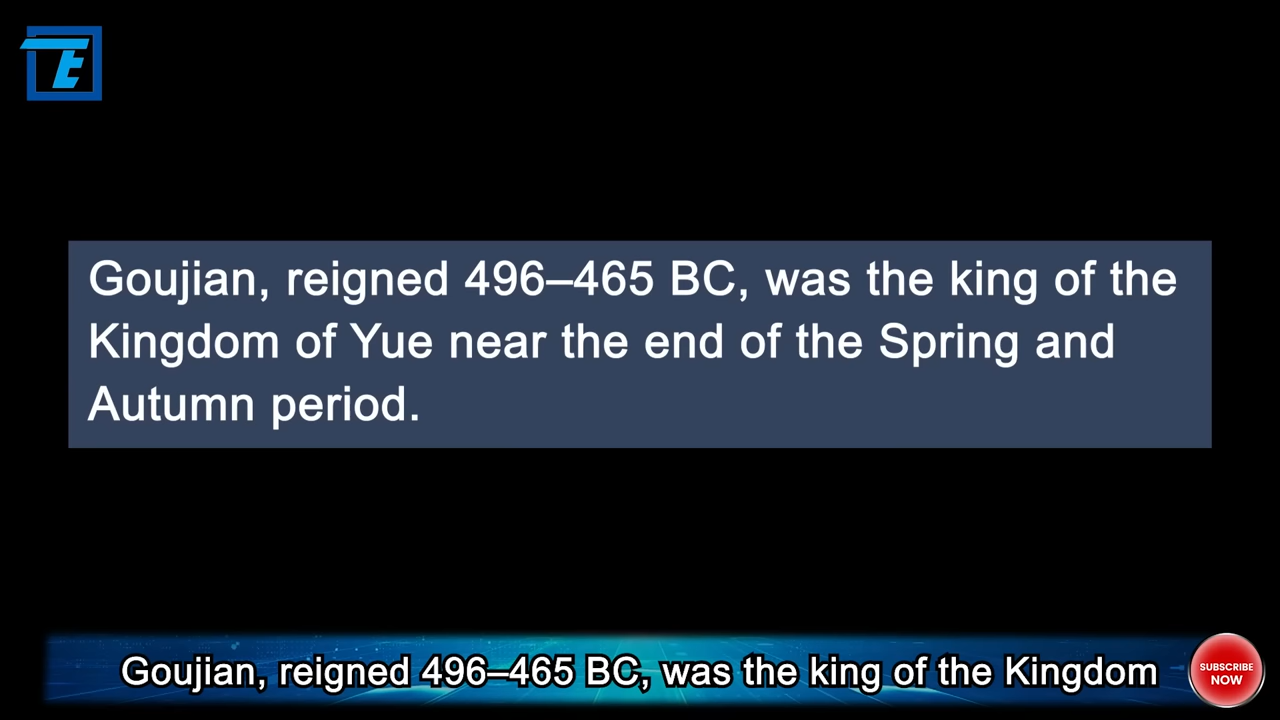 TE
Goujian, reigned 496–465 BC, was the king of the
Kingdom of Yue near the end of the Spring and
Autumn period.
Goujian, reigned 496–465 BC, was the king of the Kingdom
SUBSCRIBE
NOW